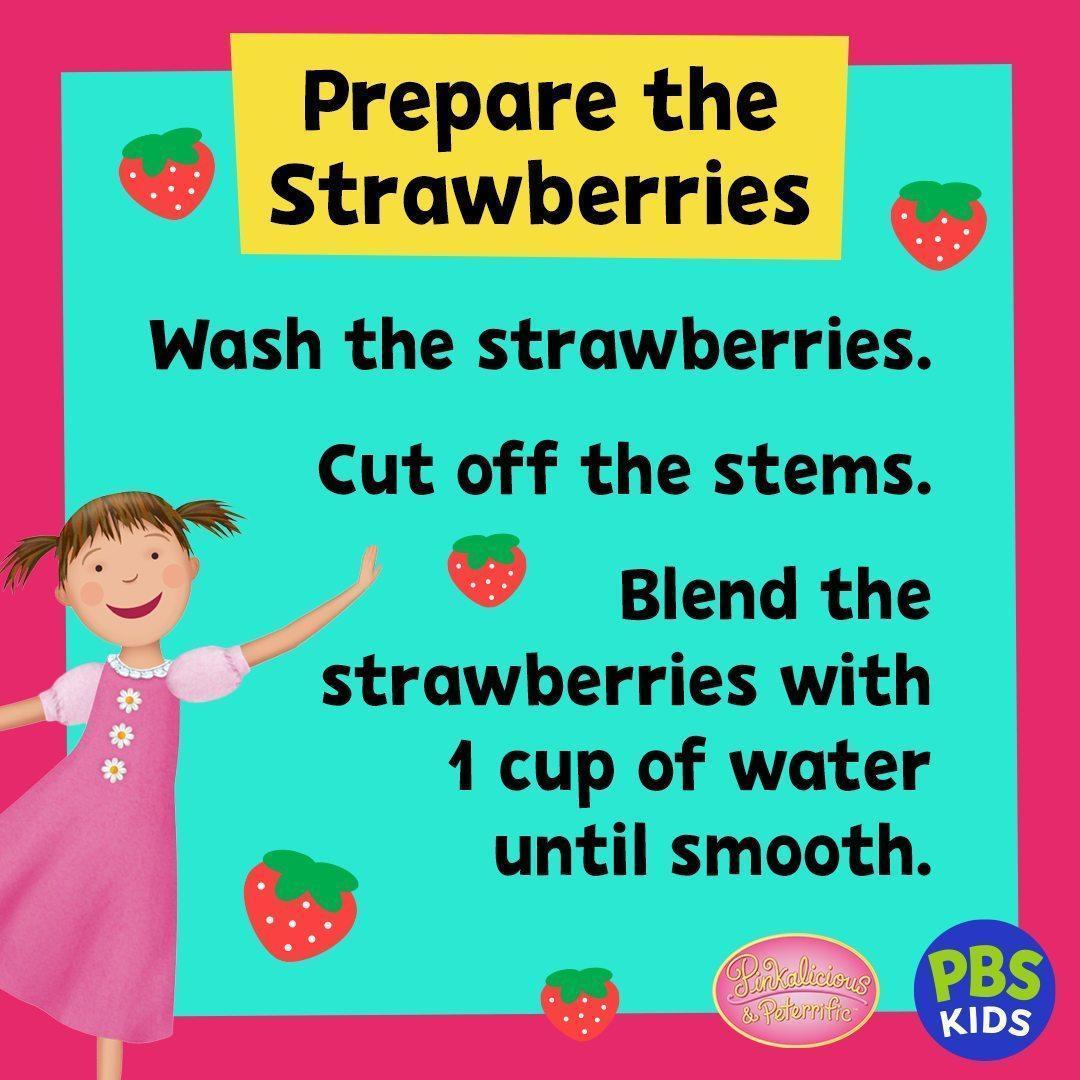 Prepare the
Strawberries
Wash the strawberries.
Cut off the stems.
Blend the
strawberries with
1 cup of water
until smooth.
Pinkalicious
& Peterrific
PBS
KIDS